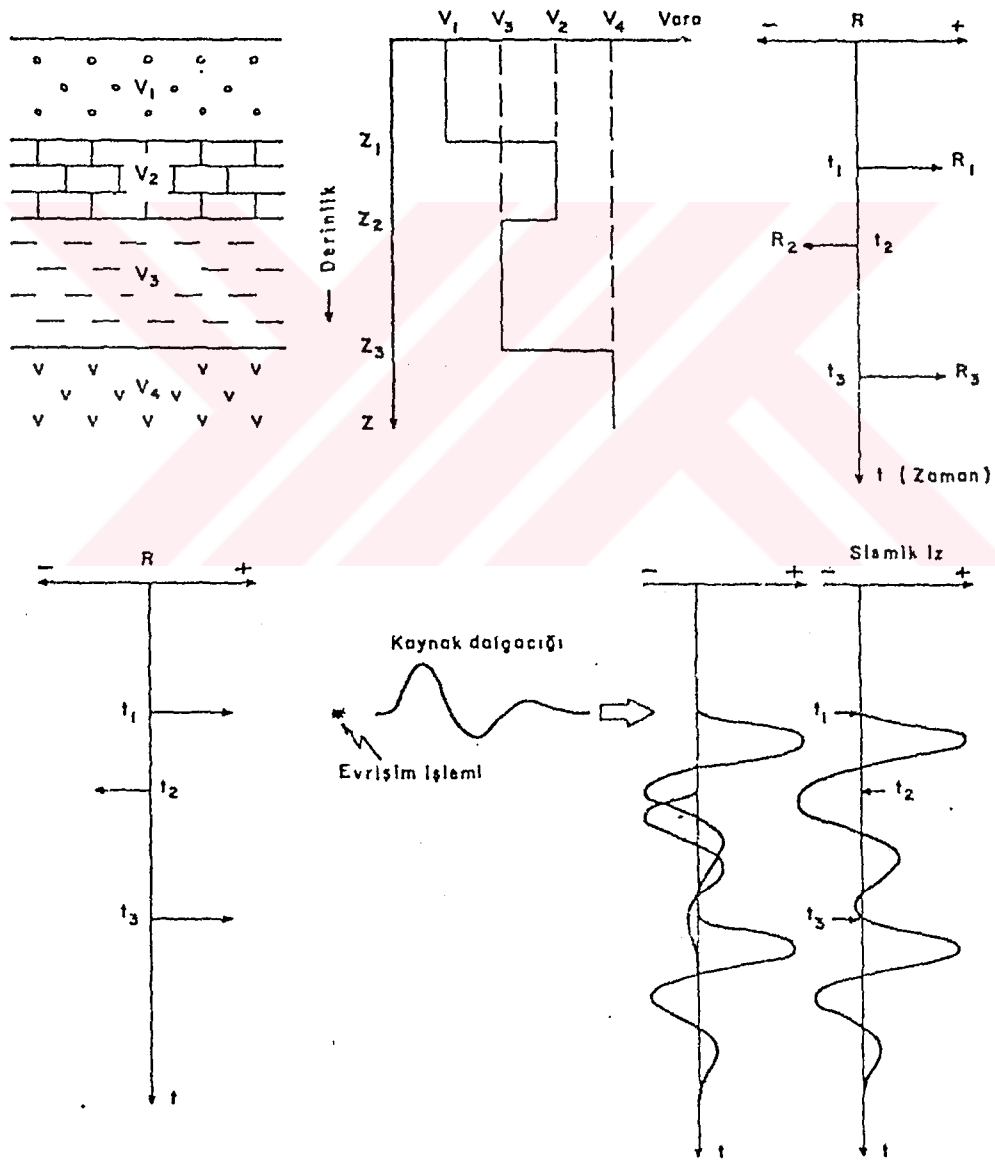 V₁ V₃ V₂ V₄ Vara
- R +
V₁
V₂
V₃
V₄
Derinlik
Z₁
Z₂
Z₃
Z
t₁ R₁
R₂ t₂
t₃ R₃
t (Zaman)
- R +
t₁
t₂
t₃
t
Kaynak dalgacığı
*
Evrişim işlemi
- +
t
Sismik İz
- +
t₁
t₂
t₃
t